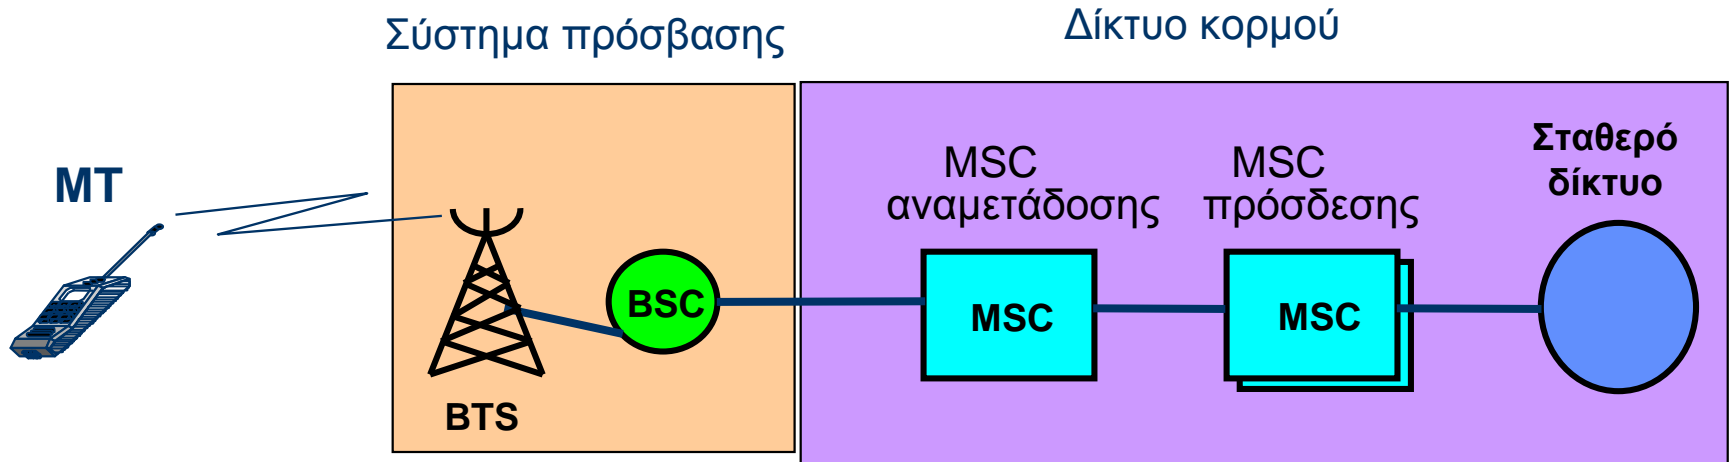 Σύστημα πρόσβασης
Δίκτυο κορμού
MT
MSC
αναμετάδοσης
MSC
πρόσδεσης
Σταθερό
δίκτυο
BSC
MSC
MSC
BTS